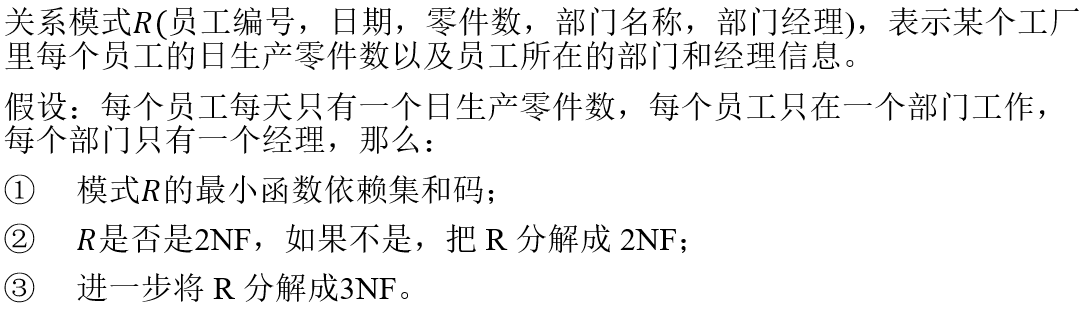 关系模式R(员工编号，日期，零件数，部门名称，部门经理)，表示某个工厂
里每个员工的日生产零件数以及员工所在的部门和经理信息。
假设：每个员工每天只有一个日生产零件数，每个员工只在一个部门工作，
每个部门只有一个经理，那么：
① 模式R的最小函数依赖集和码；
② R是否是2NF，如果不是，把 R 分解成 2NF；
③ 进一步将 R 分解成3NF。